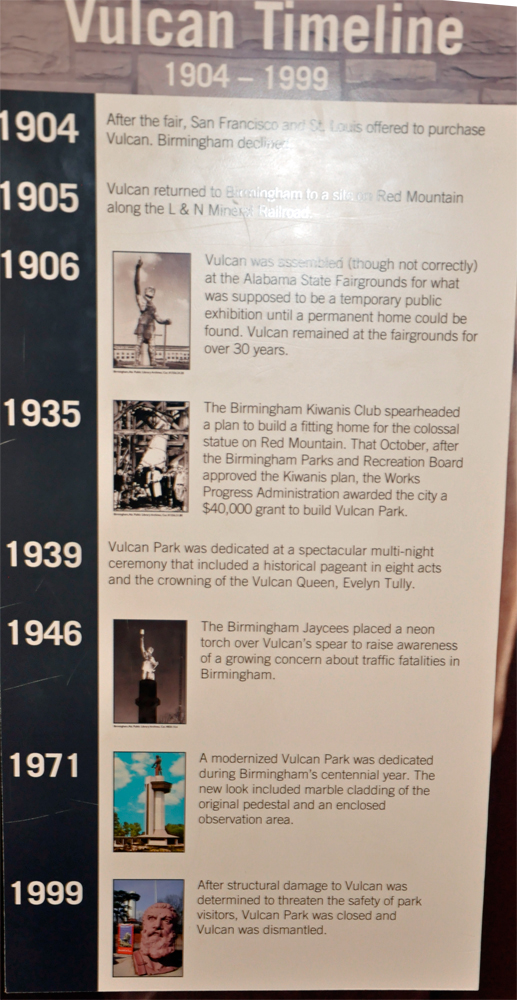 Vulcan Timeline
1904 – 1999
1904
After the fair, San Francisco and St. Louis offered to purchase
Vulcan. Birmingham declined.
1905
Vulcan returned to Birmingham to a site on Red Mountain
along the L & N Mineral Railroad.
1906
Vulcan was assembled (though not correctly)
at the Alabama State Fairgrounds for what
was supposed to be a temporary public
exhibition until a permanent home could be
found. Vulcan remained at the fairgrounds for
over 30 years.
1935
The Birmingham Kiwanis Club spearheaded
a plan to build a fitting home for the colossal
statue on Red Mountain. That October, after
the Birmingham Parks and Recreation Board
approved the Kiwanis plan, the Works
Progress Administration awarded the city a
$40,000 grant to build Vulcan Park.
1939
Vulcan Park was dedicated at a spectacular multi-night
ceremony that included a historical pageant in eight acts
and the crowning of the Vulcan Queen, Evelyn Tully.
1946
The Birmingham Jaycees placed a neon
torch over Vulcan's spear to raise awareness
of a growing concern about traffic fatalities in
Birmingham.
1971
A modernized Vulcan Park was dedicated
during Birmingham's centennial year. The
new look included marble cladding of the
original pedestal and an enclosed
observation area.
1999
After structural damage to Vulcan was
determined to threaten the safety of park
visitors, Vulcan Park was closed and
Vulcan was dismantled.